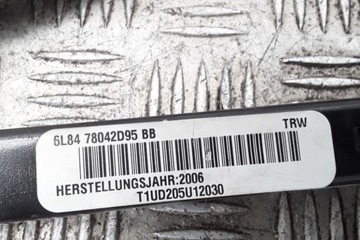 6L84 78042D95 BB TRW
HERSTELLUNGSJAHR:2006
T1UD205U12030